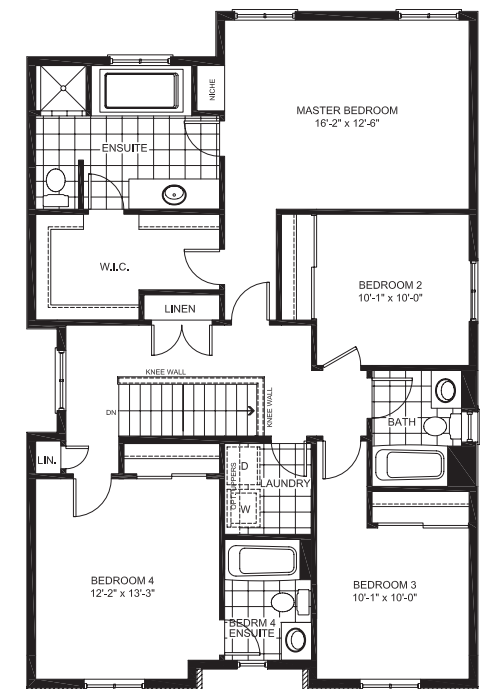 NICHE
MASTER BEDROOM
16'-2" x 12'-6"
ENSUITE
W.I.C.
BEDROOM 2
10'-1" x 10'-0"
LINEN
KNEE WALL
KNEE WALL
DN
BATH
LIN.
D
LAUNDRY
OPT. UPPERS
W
BEDROOM 4
12'-2" x 13'-3"
BEDROOM 3
10'-1" x 10'-0"
BEDRM 4
ENSUITE